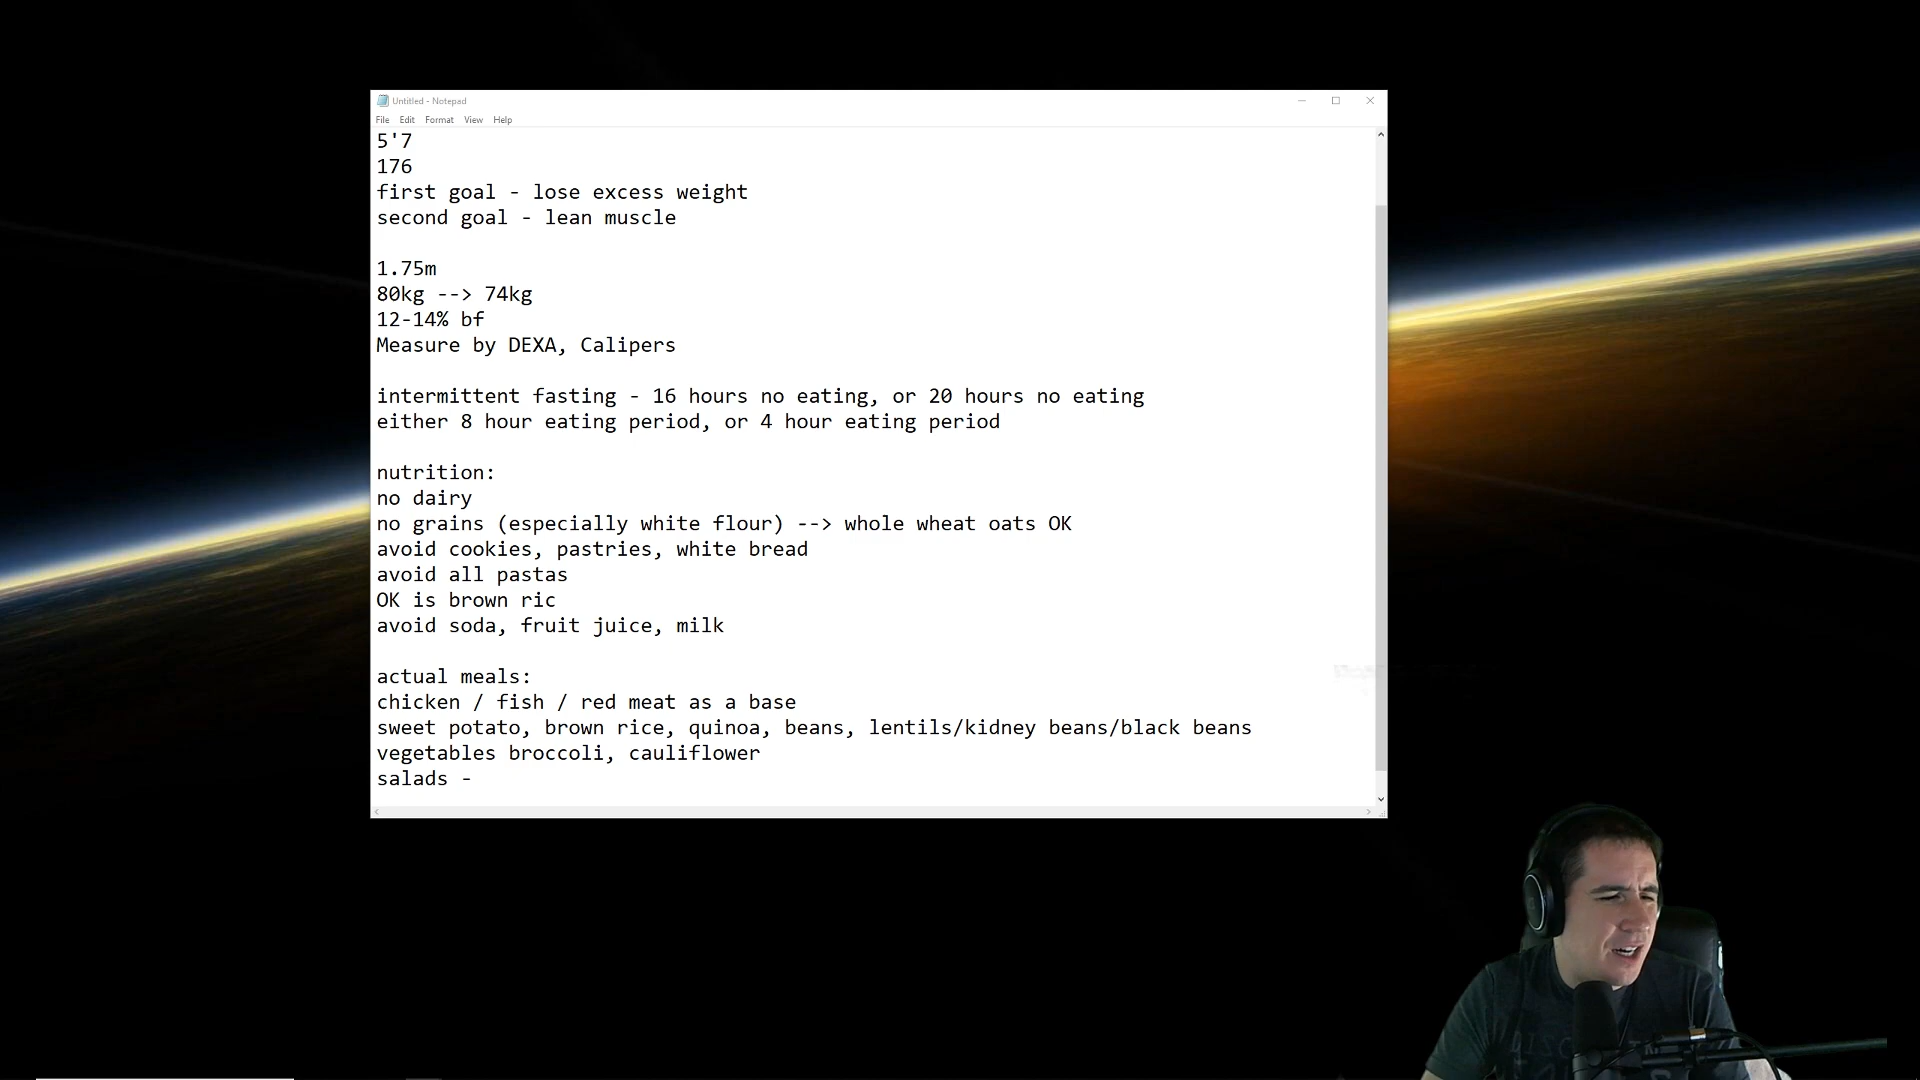 Untitled - Notepad
File Edit Format View Help
5'7
176
first goal - lose excess weight
second goal - lean muscle
1.75m
80kg --> 74kg
12-14% bf
Measure by DEXA, Calipers
intermittent fasting - 16 hours no eating, or 20 hours no eating
either 8 hour eating period, or 4 hour eating period
nutrition:
no dairy
no grains (especially white flour) --> whole wheat oats OK
avoid cookies, pastries, white bread
avoid all pastas
OK is brown ric
avoid soda, fruit juice, milk
actual meals:
chicken / fish / red meat as a base
sweet potato, brown rice, quinoa, beans, lentils/kidney beans/black beans
vegetables broccoli, cauliflower
salads -